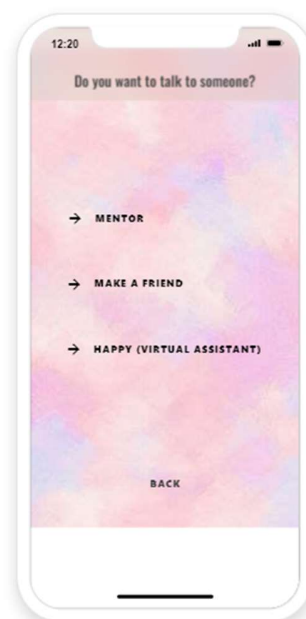 12:20
Do you want to talk to someone?
→ MENTOR
→ MAKE A FRIEND
→ HAPPY (VIRTUAL ASSISTANT)
BACK